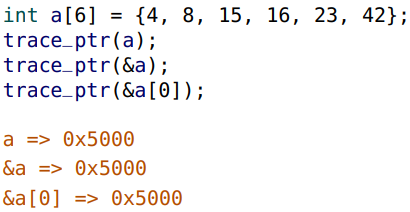 int a[6] = {4, 8, 15, 16, 23, 42};
trace_ptr(a);
trace_ptr(&a);
trace_ptr(&a[0]);
a => 0x5000
&a => 0x5000
&a[0] => 0x5000